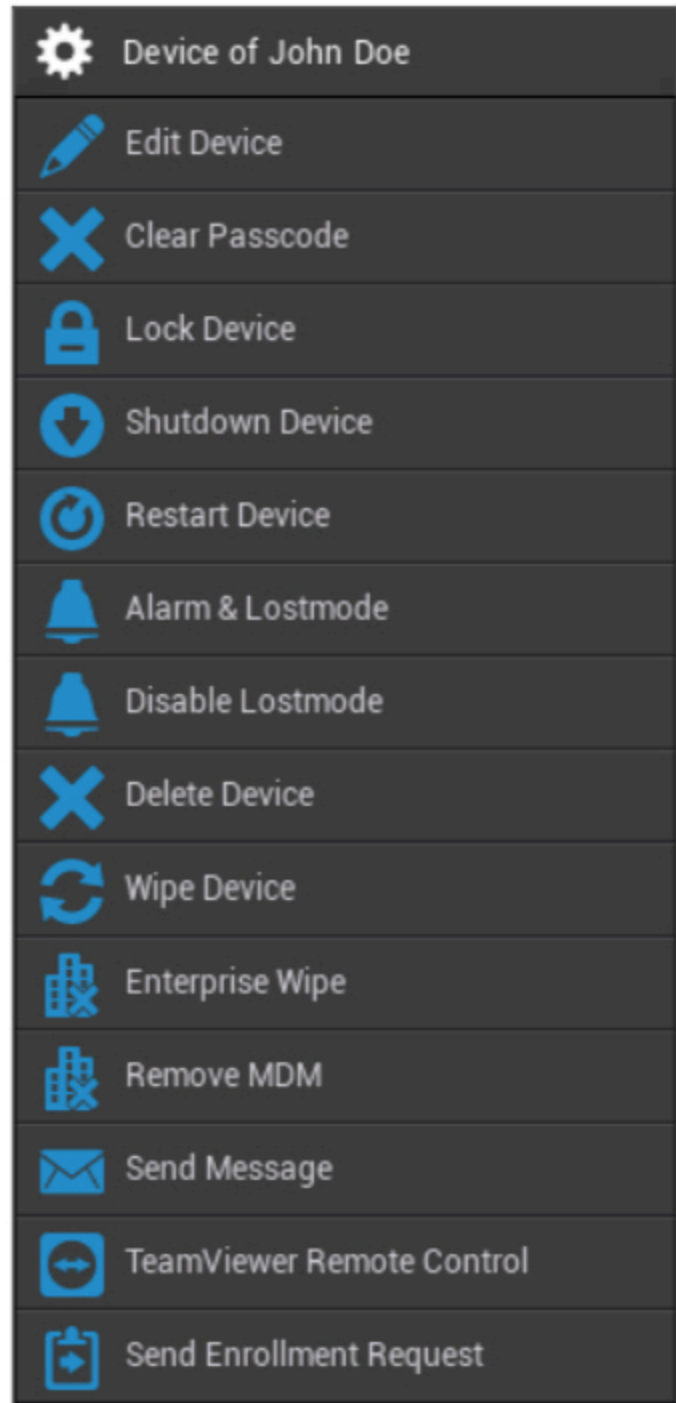 Device of John Doe
Edit Device
Clear Passcode
Lock Device
Shutdown Device
Restart Device
Alarm & Lostmode
Disable Lostmode
Delete Device
Wipe Device
Enterprise Wipe
Remove MDM
Send Message
TeamViewer Remote Control
Send Enrollment Request